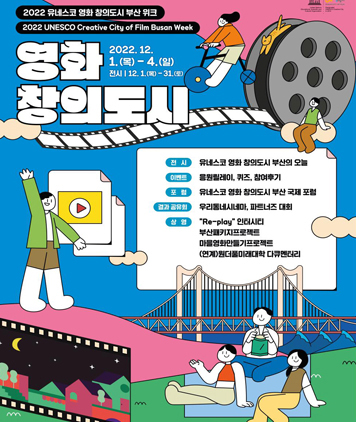 2022 유네스코 영화 창의도시 부산 위크
2022 UNESCO Creative City of Film Busan Week
영화
창의도시
2022. 12.
1.(목) – 4.(일)
전시 | 12. 1.(목) – 31.(토)
전 시 유네스코 영화 창의도시 부산의 오늘
이벤트 응원릴레이, 퀴즈, 참여후기
포 럼 유네스코 영화 창의도시 부산 국제 포럼
결과 공유회 우리동네시네마, 파트너즈 대회
상 영 "Re-play" 인터시티
부산패키지프로젝트
마을영화만들기프로젝트
(연계)원더풀미래대학 다큐멘터리